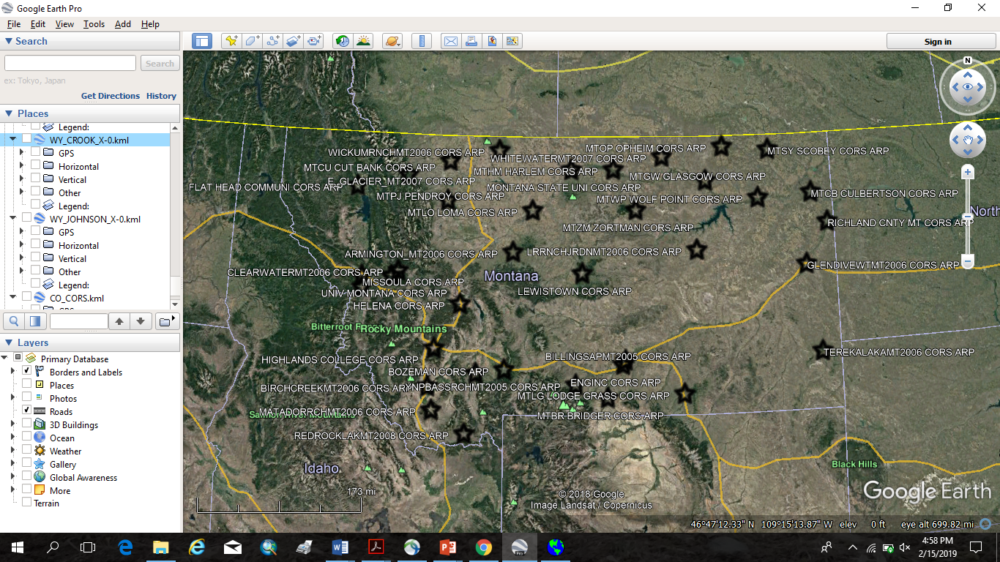 Google Earth Pro
File Edit View Tools Add Help
Search
Search
ex: Tokyo, Japan
Get Directions History
Places
Legend:
WY_CROOK_X-0.kml
GPS
Horizontal
Vertical
Other
Legend:
WY_JOHNSON_X-0.kml
GPS
Horizontal
Vertical
Other
Legend:
CO_CORS.kml
Layers
Primary Database
Borders and Labels
Places
Photos
Roads
3D Buildings
Ocean
Weather
Gallery
Global Awareness
More
Terrain
Sign in
N
WICKUMRNCHMT2006 CORS ARP
MTOP OPHEIM CORS ARP
MTSY SCOBEY CORS ARP
WHITEWATERMT2007 CORS ARP
MTCU CUT BANK CORS ARP
MTHM HARLEM CORS ARP
MTGW GLASGOW CORS ARP
E_GLACIER_MT2007 CORS ARP
FLAT HEAD COMMUNI CORS ARP
MONTANA STATE UNI CORS ARP
MTCB CULBERTSON CORS ARP
MTPJ PENDROY CORS ARP
MTWP WOLF POINT CORS ARP
MTLO LOMA CORS ARP
North
RICHLAND CNTY MT CORS ARP
MTZM ZORTMAN CORS ARP
ARMINGTON_MT2006 CORS ARP
LRRNCHJRDNMT2006 CORS ARP
GLENDIVEWTMT2006 CORS ARP
CLEARWATERMT2006 CORS ARP
Montana
MISSOULA CORS ARP
UNIV MONTANA CORS ARP
LEWISTOWN CORS ARP
HELENA CORS ARP
Bitterroot
Rocky Mountains
TEREKALAKAMT2006 CORS ARP
BILLINGSAPMT2005 CORS ARP
HIGHLANDS COLLEGE CORS ARP
BOZEMAN CORS ARP
ENGINC CORS ARP
BIRCHCREEKMT2006 CORS ARP
YNPBASSRCHMT2005 CORS ARP
MTLG LODGE GRASS CORS ARP
MATADORRCHMT2006 CORS ARP
Salmon River Mountains
MTBR BRIDGER CORS ARP
REDROCKLAKMT2008 CORS ARP
Idaho
Black Hills
173 mi
© 2018 Google
Image Landsat / Copernicus
Google Earth
46°47'12.33" N 109°15'13.87" W elev 0 ft eye alt 699.82 mi
4:58 PM
2/15/2019